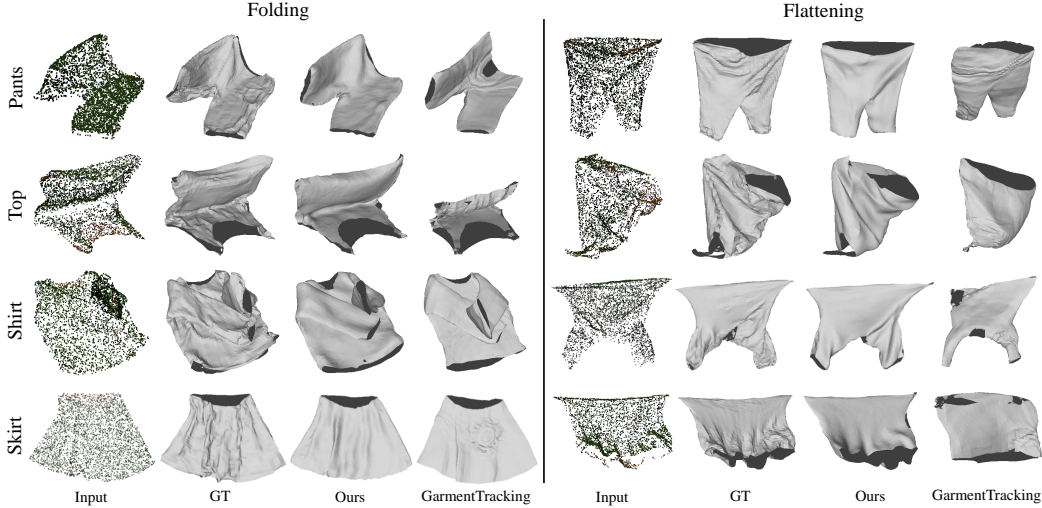 Folding
Flattening
Pants
Top
Shirt
Skirt
Input
GT
Ours
GarmentTracking
Input
GT
Ours
GarmentTracking